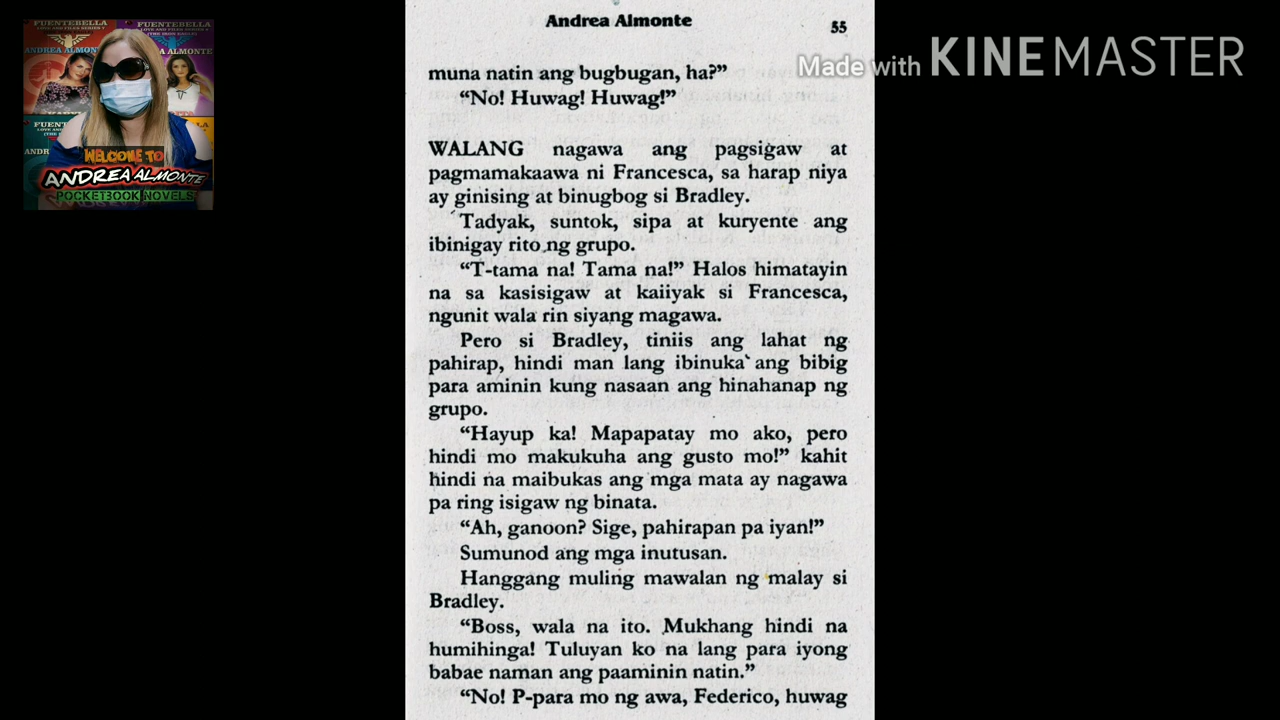 FUENTEBELLA
FUENTEBELLA
ANDREA ALMON
A ALMONTE
FUENT
LA
ANDR
WELCOME TO
ANDREA ALMONTE
POCKETBOOK NOVELS
Made with KINEMASTER
Andrea Almonte
55
muna natin ang bugbugan, ha?”
“No! Huwag! Huwag!”
WALANG nagawa ang pagsigaw at
pagmamakaawa ni Francesca, sa harap niya
ay ginising at binugbog si Bradley.
Tadyak, suntok, sipa at kuryente ang
ibinigay rito ng grupo.
“T-tama na! Tama na!” Halos himatayin
na sa kasisigaw at kaiiyak si Francesca,
ngunit wala rin siyang magawa.
Pero si Bradley, tiniis ang lahat ng
pahirap, hindi man lang ibinuka ang bibig
para aminin kung nasaan ang hinahanap ng
grupo.
“Hayup ka! Mapapatay mo ako, pero
hindi mo makukuha ang gusto mo!” kahit
hindi na maibukas ang mga mata ay nagawa
pa ring isigaw ng binata.
“Ah, ganoon? Sige, pahirapan pa iyan!”
Sumunod ang mga inutusan.
Hanggang muling mawalan ng malay si
Bradley.
“Boss, wala na ito. Mukhang hindi na
humihinga! Tuluyan ko na lang para iyong
babae naman ang paaminin natin.”
“No! P-para mo ng awa, Federico, huwag